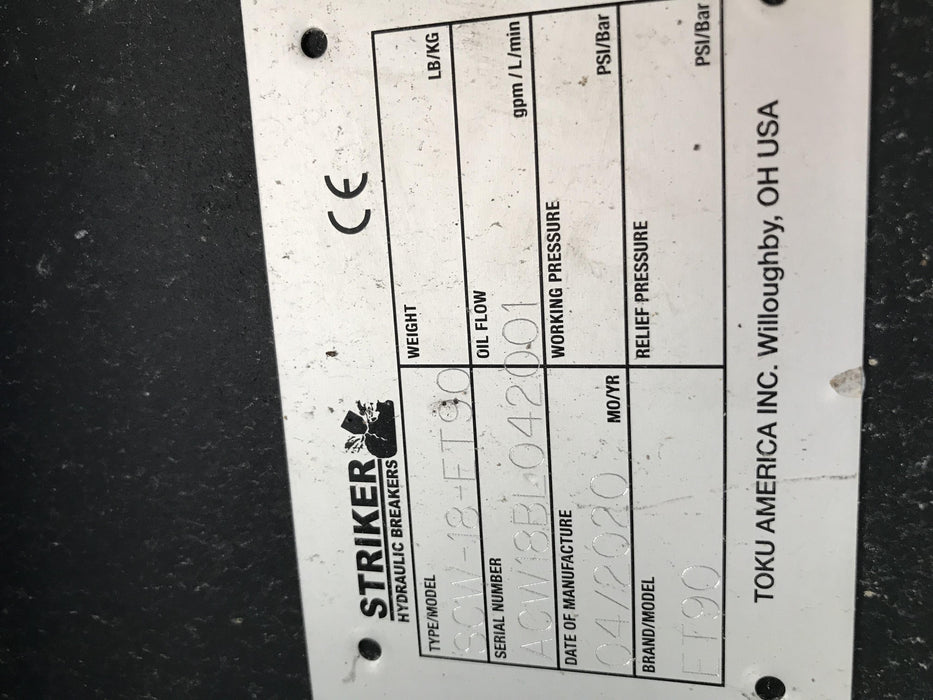 STRIKER
HYDRAULIC BREAKERS
CE
TYPE/MODEL
SCW-18-FT90
WEIGHT
LB/KG
SERIAL NUMBER
ACW18BL042001
OIL FLOW
gpm / L / min
DATE OF MANUFACTURE
04/2020
MO/YR
WORKING PRESSURE
PSI/Bar
BRAND/MODEL
FT90
RELIEF PRESSURE
PSI/Bar
TOKU AMERICA INC. Willoughby, OH USA